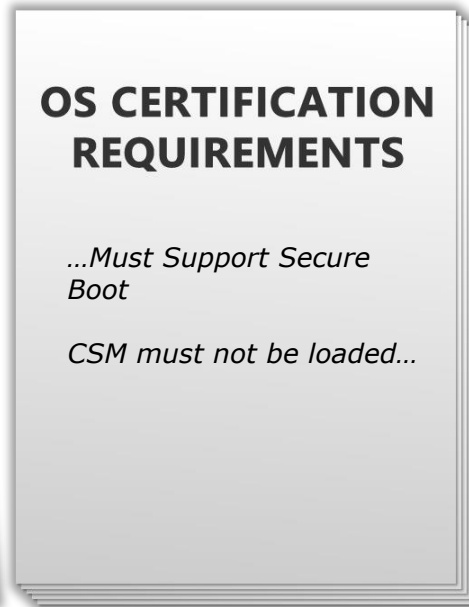 OS CERTIFICATION
REQUIREMENTS
…Must Support Secure
Boot
CSM must not be loaded…